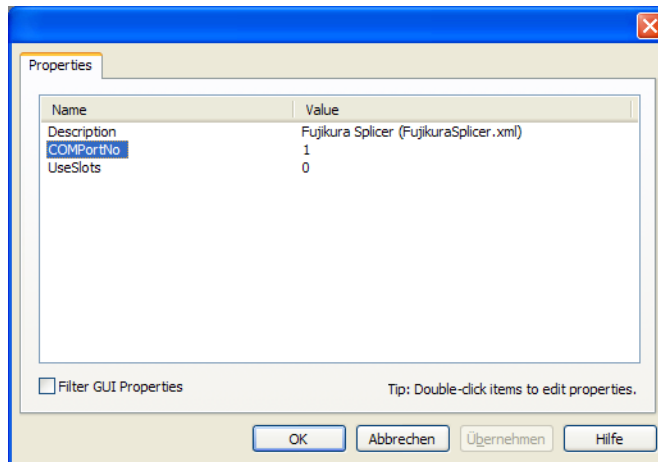 Properties
Name Value
Description Fujikura Splicer (FujikuraSplicer.xml)
COMPortNo 1
UseSlots 0
Filter GUI Properties Tip: Double-click items to edit properties.
OK Abbrechen Übernehmen Hilfe